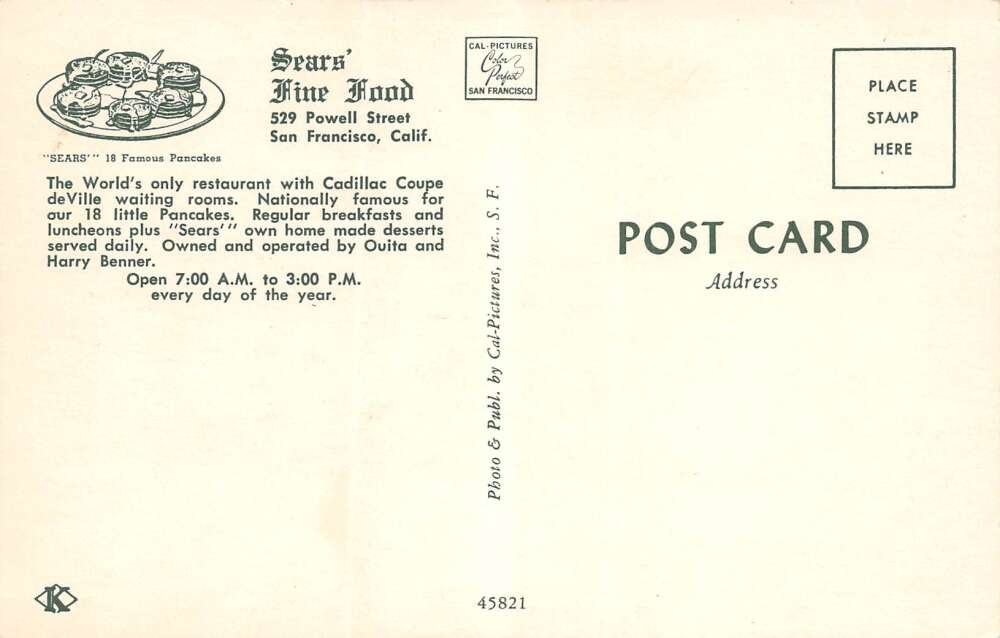 Sears'
Fine Food
529 Powell Street
San Francisco, Calif.
"SEARS'" 18 Famous Pancakes
The World's only restaurant with Cadillac Coupe
deVille waiting rooms. Nationally famous for
our 18 little Pancakes. Regular breakfasts and
luncheons plus "Sears'" own home made desserts
served daily. Owned and operated by Ouita and
Harry Benner.
Open 7:00 A.M. to 3:00 P.M.
every day of the year.
K
CAL-PICTURES
Color
Perfect
SAN FRANCISCO
Photo & Publ. by Cal-Pictures, Inc., S. F.
45821
PLACE
STAMP
HERE
POST CARD
Address